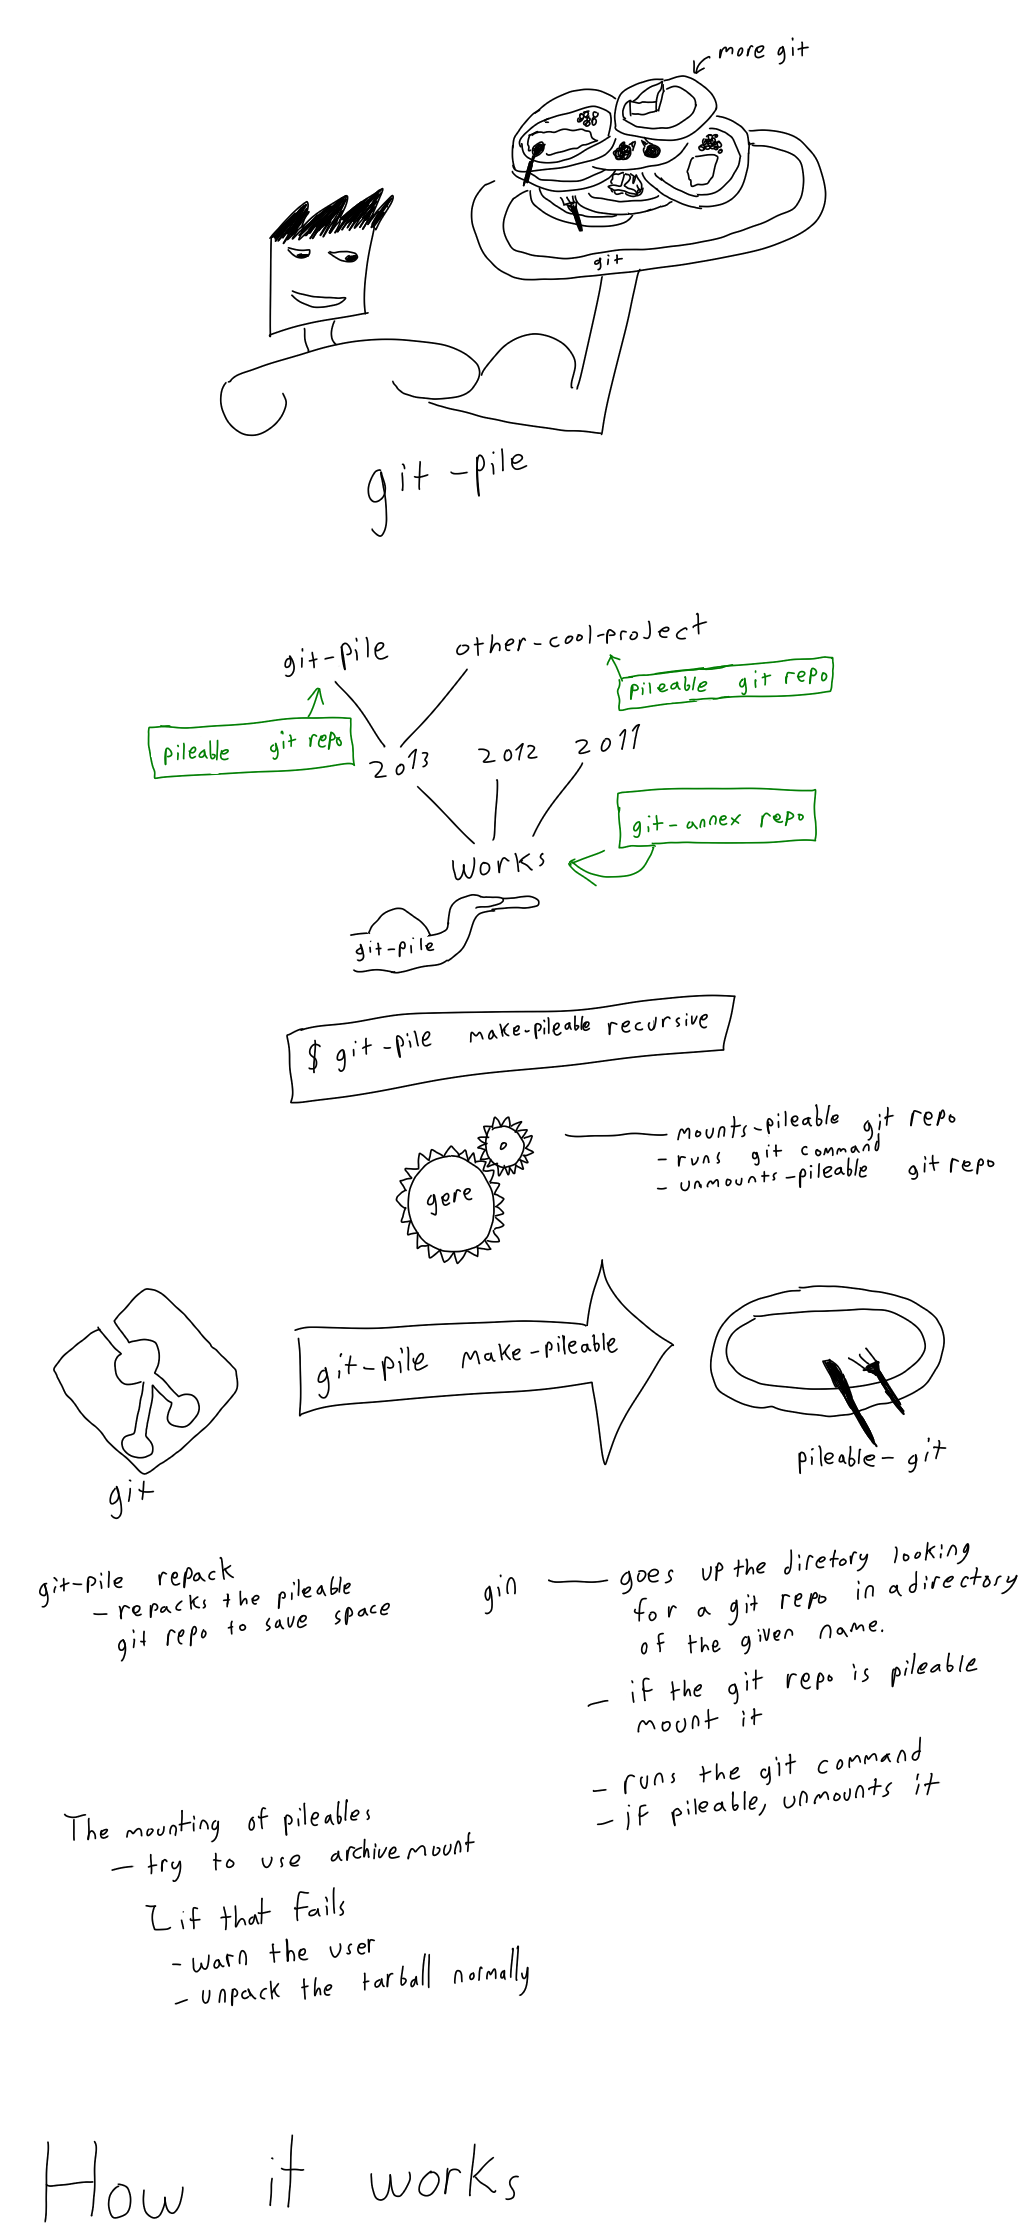 more git
git
git-pile
git-pile
other-cool-project
pileable git repo
pileable git repo
2013
2012
2011
git-annex repo
works
git-pile
$ git-pile make-pileable recursive
gere
- mounts-pileable git repo
- runs git command
- unmounts-pileable git repo
git-pile make-pileable
git
pileable-git
git-pile repack
- repacks the pileable
git repo to save space
gin — goes up the diretory looking
for a git repo in a directory
of the given name.
- if the git repo is pileable
mount it
- runs the git command
- if pileable, unmounts it
The mounting of pileables
- try to use archivemount
if that fails
- warn the user
- unpack the tarball normally
How it works